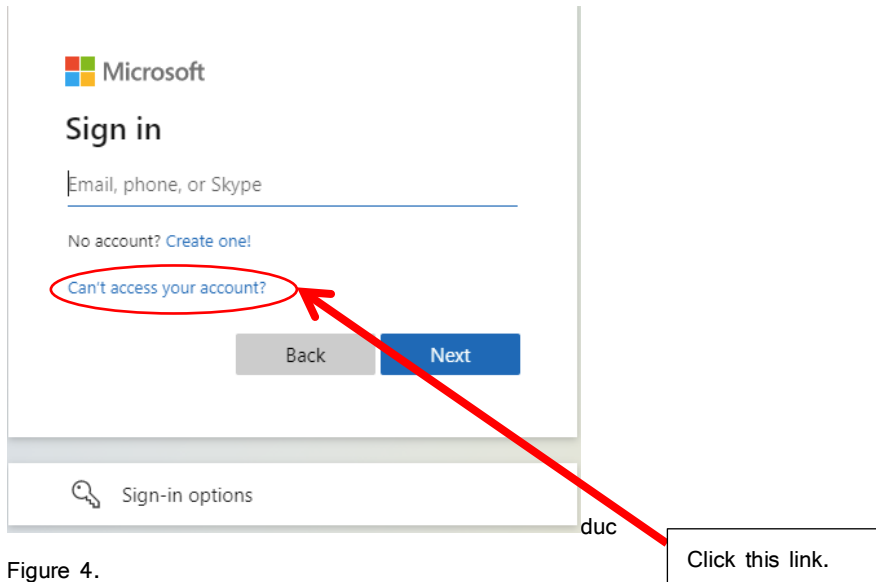 Microsoft
Sign in
Email, phone, or Skype
No account? Create one!
Can't access your account?
Back Next
Sign-in options
duc
Click this link.
Figure 4.